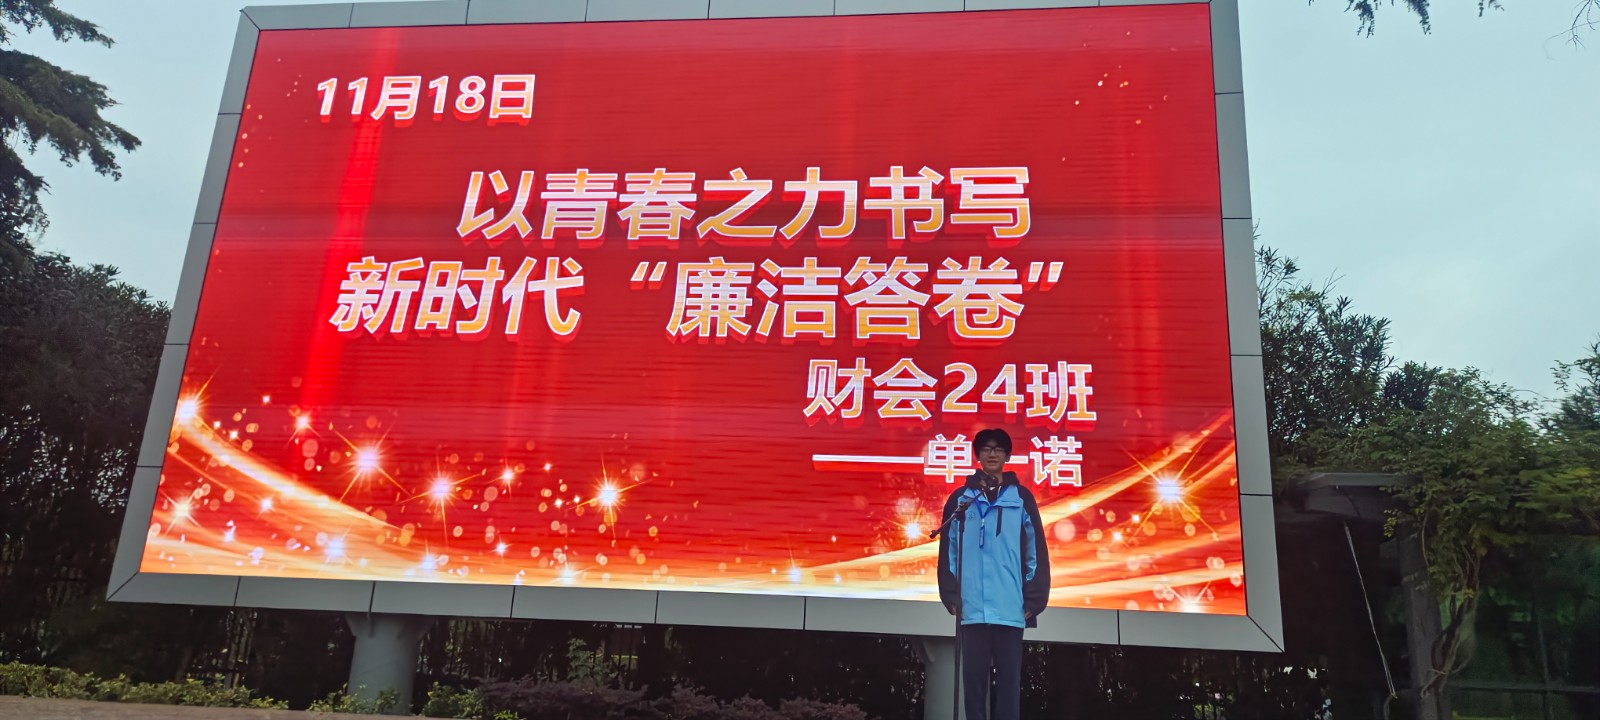 11月18日
以青春之力书写
新时代“廉洁答卷”
财会24班
——单一诺